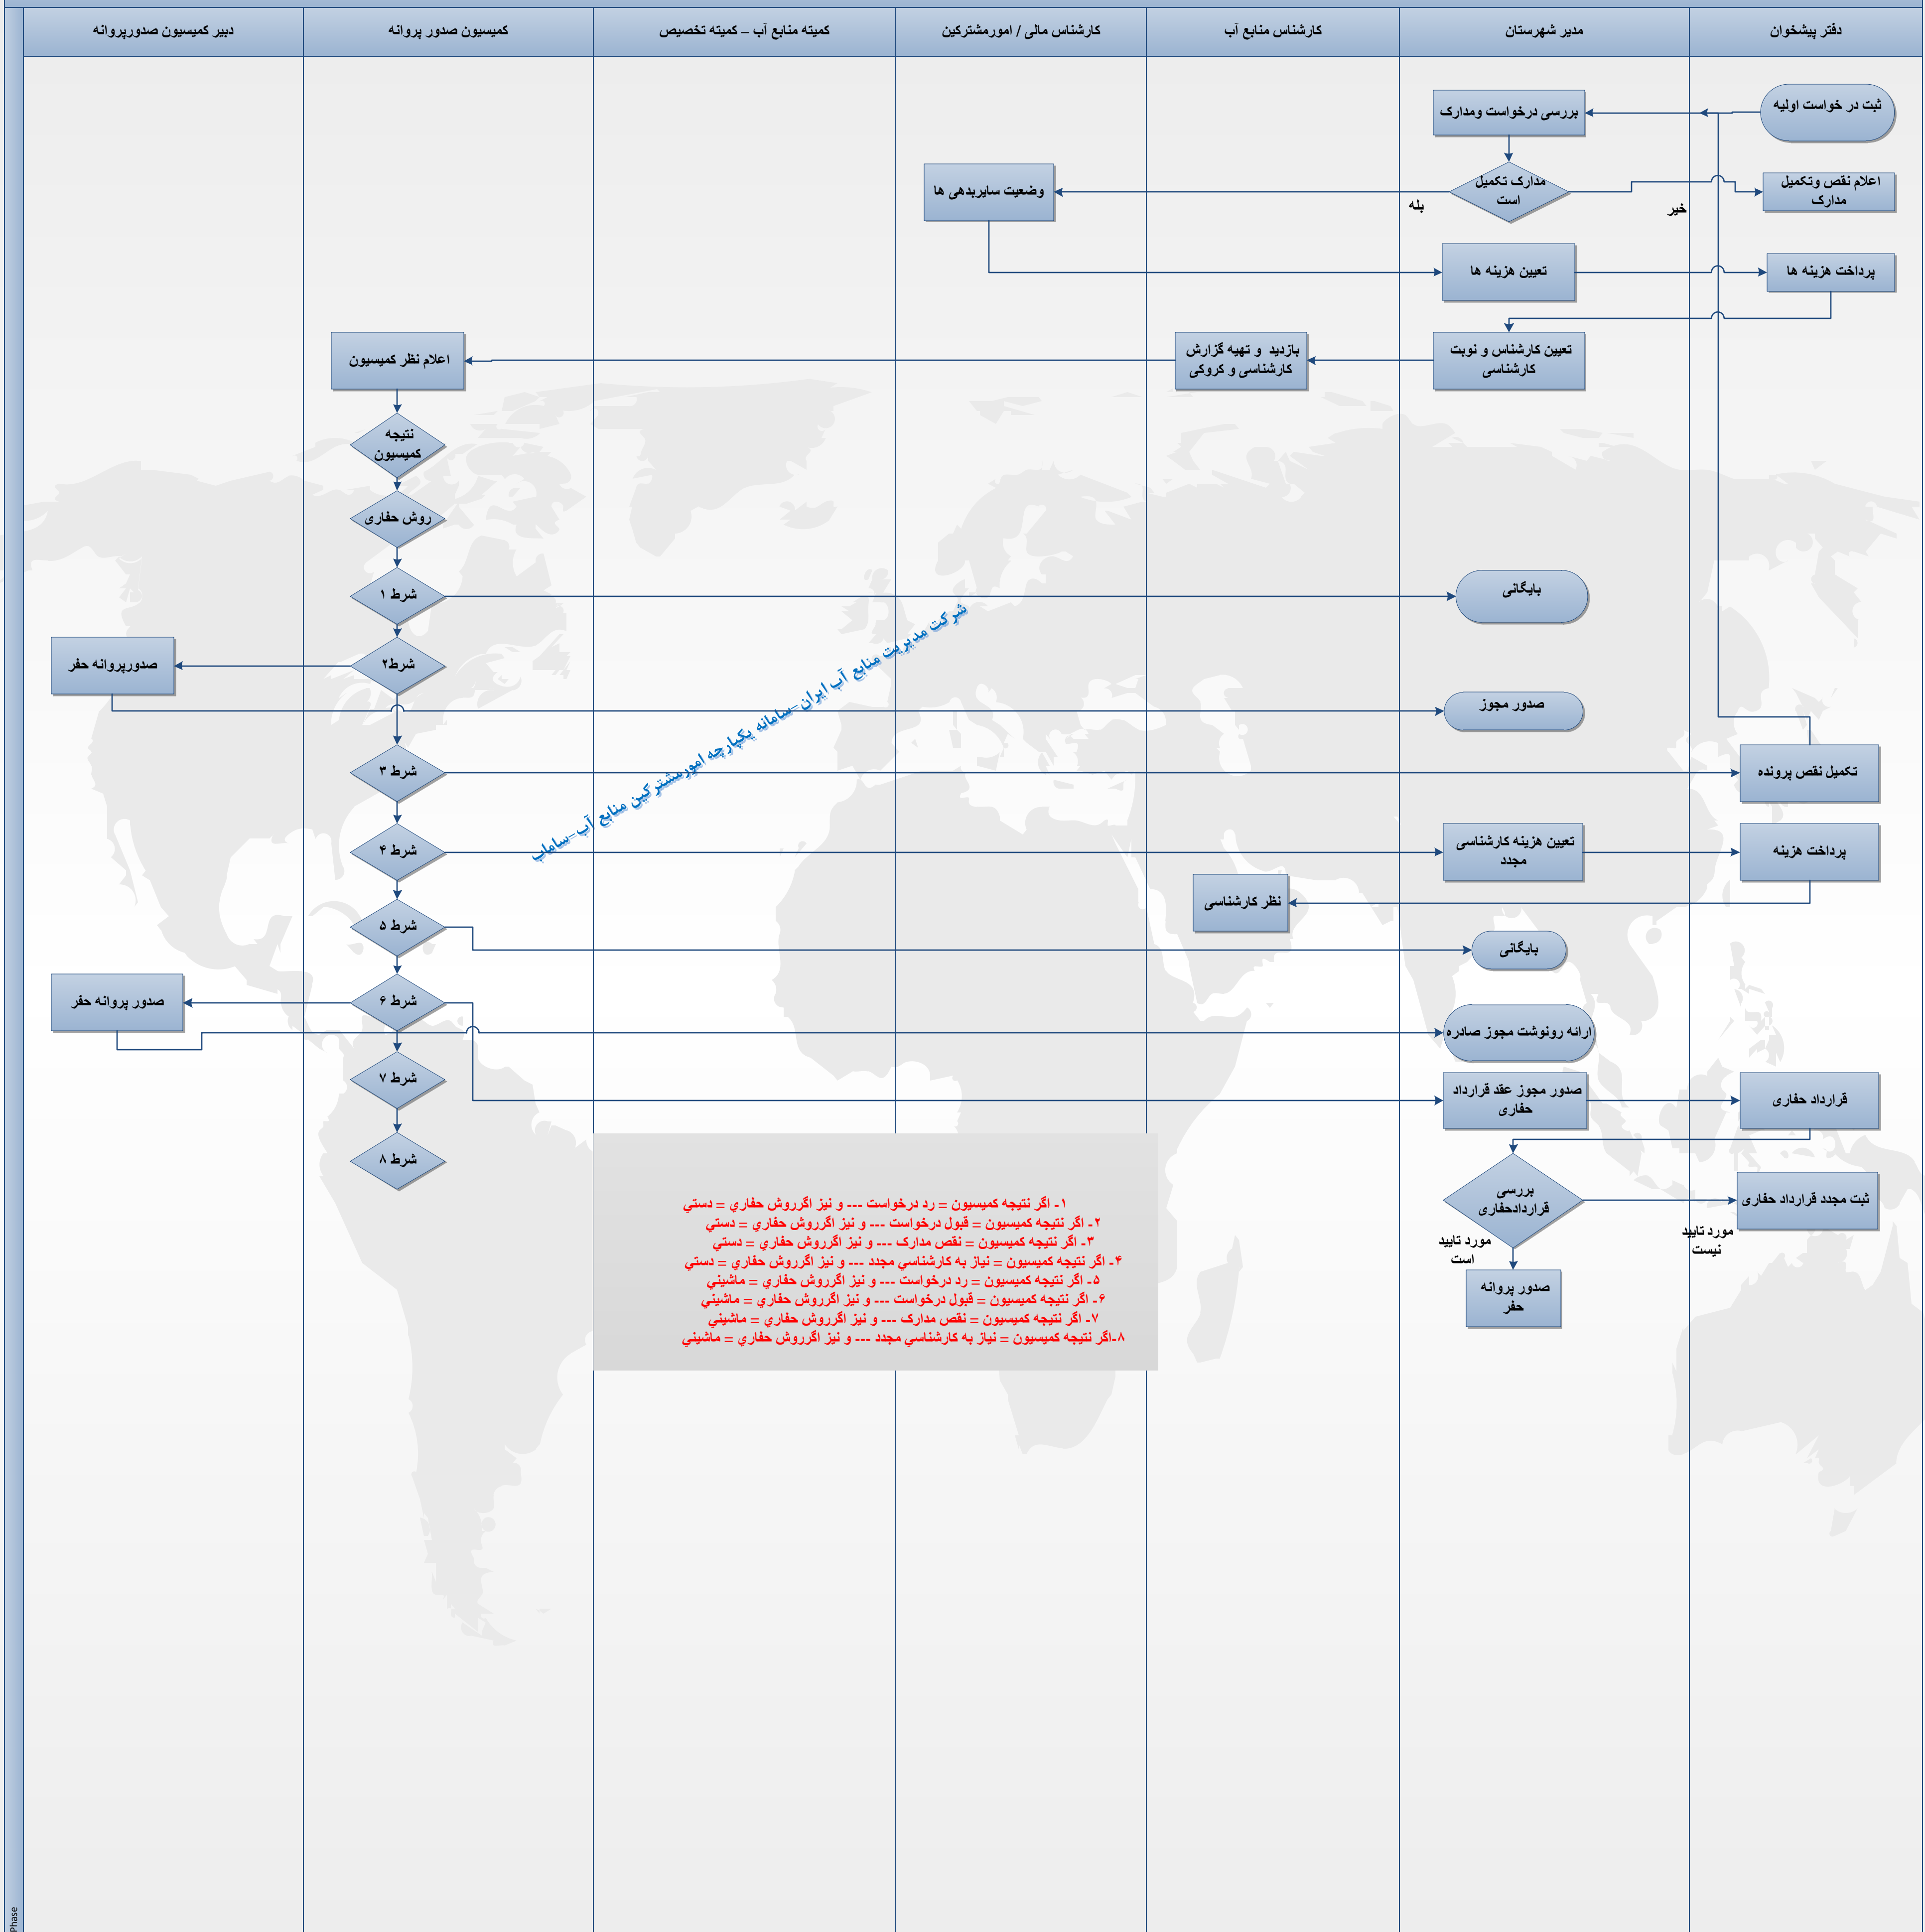 دفتر پیشخوان
مدیر شهرستان
کارشناس منابع آب
کارشناس مالی / امورمشترکین
کمیته منابع آب – کمیته تخصیص
کمیسیون صدور پروانه
دبیر کمیسیون صدورپروانه
ثبت در خواست اولیه
بررسی درخواست ومدارک
مدارک تکمیل
است
بله
خیر
اعلام نقص وتکمیل
مدارک
وضعیت سایربدهی ها
تعیین هزینه ها
پرداخت هزینه ها
تعیین کارشناس و نوبت
کارشناسی
بازدید و تهیه گزارش
کارشناسی و کروکی
اعلام نظر کمیسیون
نتیجه
کمیسیون
روش حفاری
شرط ۱
بایگانی
شرط۲
صدورپروانه حفر
صدور مجوز
شرط ۳
تکمیل نقص پرونده
شرط ۴
تعیین هزینه کارشناسی
مجدد
پرداخت هزینه
نظر کارشناسی
شرط ۵
بایگانی
شرط ۶
صدور پروانه حفر
ارائه رونوشت مجوز صادره
شرط ۷
صدور مجوز عقد قرارداد
حفاری
قرارداد حفاری
شرط ۸
بررسی
قراردادحفاری
ثبت مجدد قرارداد حفاری
مورد تایید
نیست
مورد تایید
است
صدور پروانه
حفر
شرکت مدیریت منابع آب ایران-سامانه یکپارچه امورمشترکین منابع آب-ساماب
۱- اگر نتیجه کمیسیون = رد درخواست --- و نیز اگرروش حفاري = دستي
۲- اگر نتیجه کمیسیون = قبول درخواست --- و نیز اگرروش حفاري = دستي
۳- اگر نتیجه کمیسیون = نقص مدارک --- و نیز اگرروش حفاري = دستي
۴- اگر نتیجه کمیسیون = نیاز به کارشناسي مجدد --- و نیز اگرروش حفاري = دستي
۵- اگر نتیجه کمیسیون = رد درخواست --- و نیز اگرروش حفاري = ماشیني
۶- اگر نتیجه کمیسیون = قبول درخواست --- و نیز اگرروش حفاري = ماشیني
۷- اگر نتیجه کمیسیون = نقص مدارک --- و نیز اگرروش حفاري = ماشیني
۸-اگر نتیجه کمیسیون = نیاز به کارشناسي مجدد --- و نیز اگرروش حفاري = ماشیني
Phase